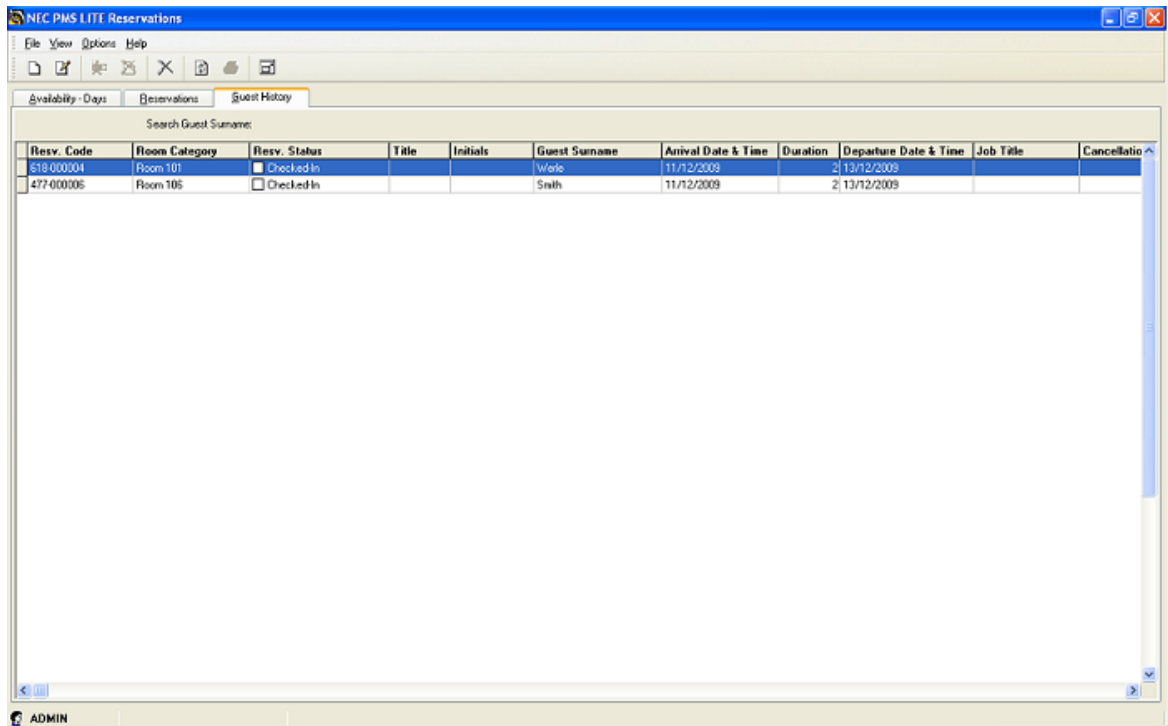 NEC PMS LITE Reservations
File View Options Help
Availability - Days Reservations Guest History
Search Guest Surname:
Resv. Code Room Category Resv. Status Title Initials Guest Surname Arrival Date & Time Duration Departure Date & Time Job Title Cancellatio
618-000004 Room 101 Checked-In Werle 11/12/2009 2 13/12/2009
477-000006 Room 106 Checked-In Smith 11/12/2009 2 13/12/2009
ADMIN